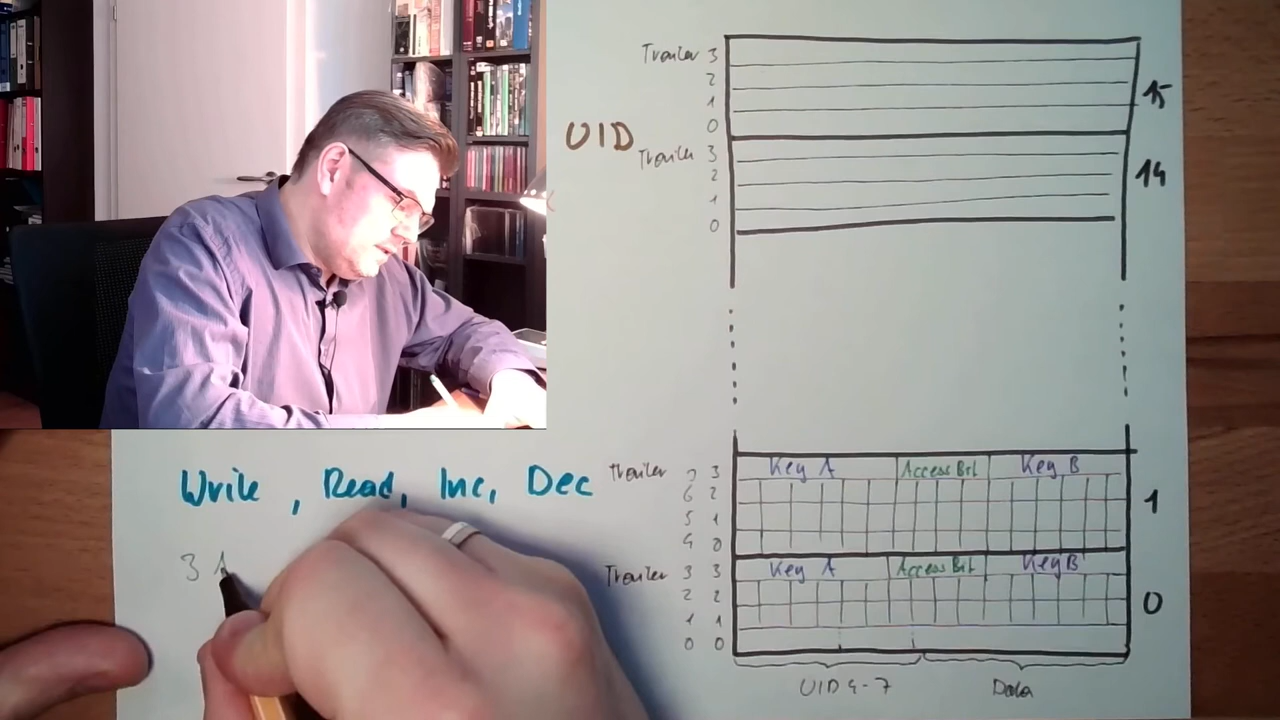 UID
Trailer 3
2
1
0
15
Trailer 3
2
1
0
14
Write, Read, Inc, Dec
3 1
Trailer 7 3 Key A Access Bit Key B
6 2
5 1
4 0
1
Trailer 3 3 Key A Access Bit Key B
2 2
1 1
0 0
0
UID 4-7 Data